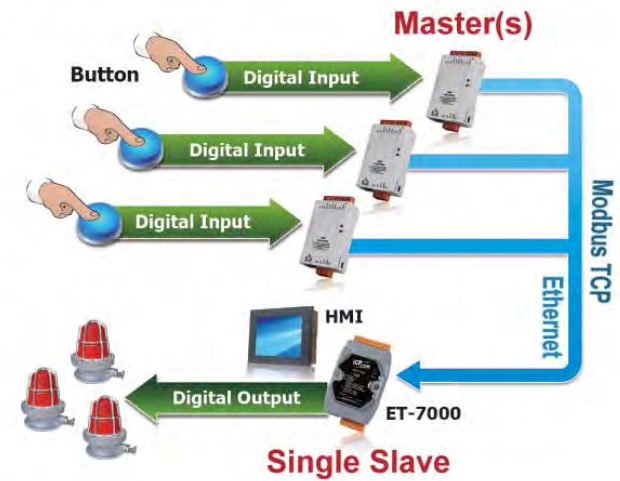 Master(s)
Button
Digital Input
Digital Input
Digital Input
Modbus TCP
Ethernet
HMI
Digital Output
ET-7000
Single Slave